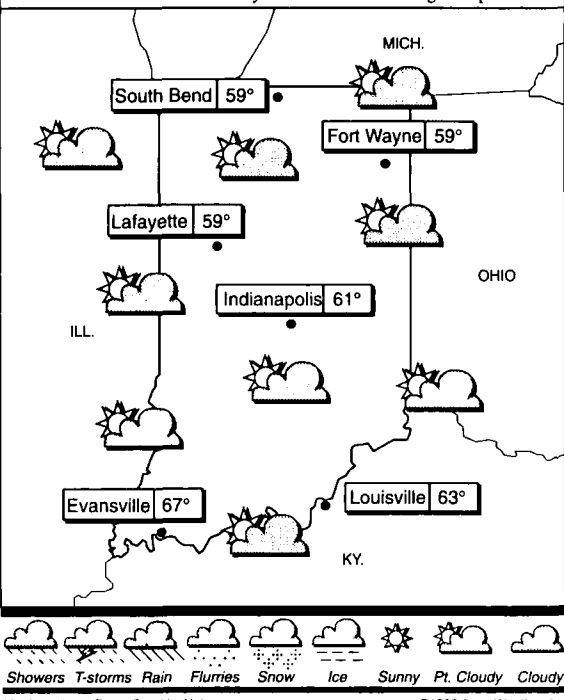 MICH.
South Bend 59°
Fort Wayne 59°
Lafayette 59°
OHIO
Indianapolis 61°
ILL.
Evansville 67°
Louisville 63°
KY.
Showers T-storms Rain Flurries Snow Ice Sunny Pt. Cloudy Cloudy